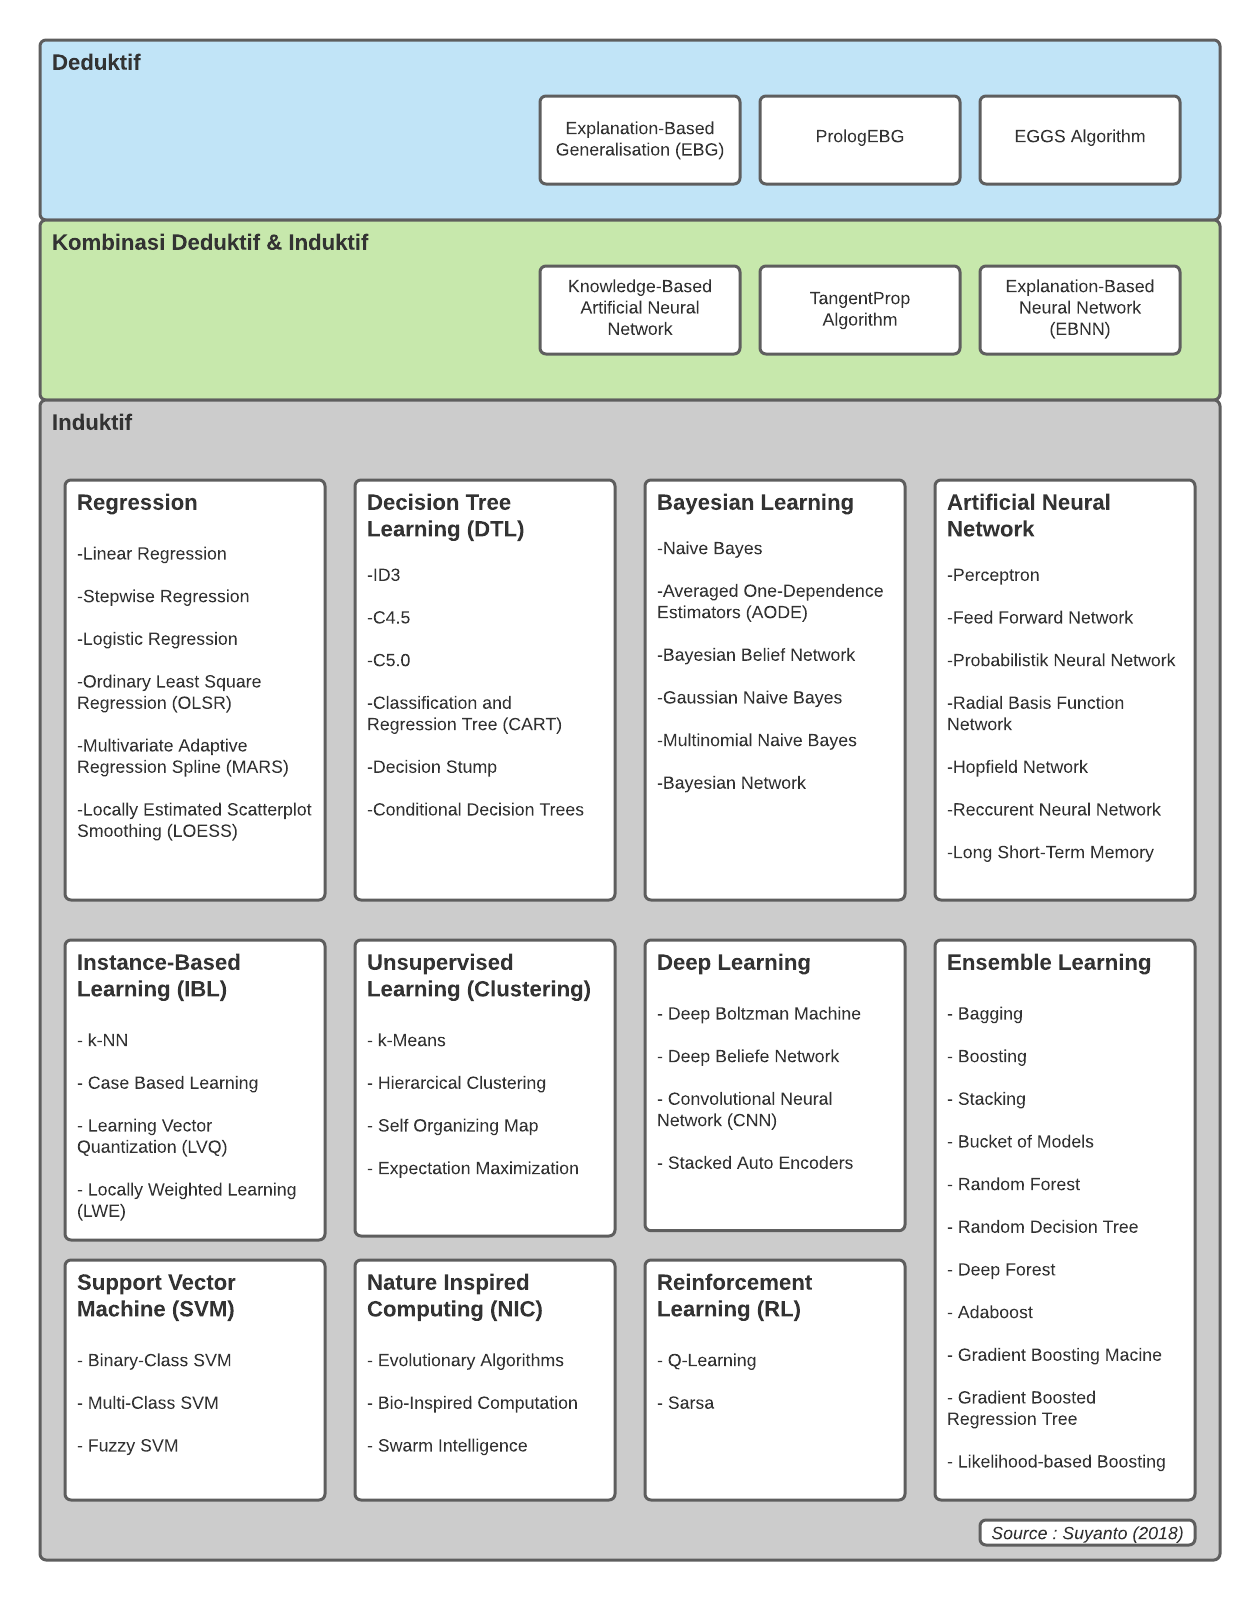 Deduktif
Explanation-Based
Generalisation (EBG)
PrologEBG
EGGS Algorithm
Kombinasi Deduktif & Induktif
Knowledge-Based
Artificial Neural
Network
TangentProp
Algorithm
Explanation-Based
Neural Network
(EBNN)
Induktif
Regression
-Linear Regression
-Stepwise Regression
-Logistic Regression
-Ordinary Least Square
Regression (OLSR)
-Multivariate Adaptive
Regression Spline (MARS)
-Locally Estimated Scatterplot
Smoothing (LOESS)
Decision Tree
Learning (DTL)
-ID3
-C4.5
-C5.0
-Classification and
Regression Tree (CART)
-Decision Stump
-Conditional Decision Trees
Bayesian Learning
-Naive Bayes
-Averaged One-Dependence
Estimators (AODE)
-Bayesian Belief Network
-Gaussian Naive Bayes
-Multinomial Naive Bayes
-Bayesian Network
Artificial Neural
Network
-Perceptron
-Feed Forward Network
-Probabilistik Neural Network
-Radial Basis Function
Network
-Hopfield Network
-Reccurent Neural Network
-Long Short-Term Memory
Instance-Based
Learning (IBL)
- k-NN
- Case Based Learning
- Learning Vector
Quantization (LVQ)
- Locally Weighted Learning
(LWE)
Unsupervised
Learning (Clustering)
- k-Means
- Hierarcical Clustering
- Self Organizing Map
- Expectation Maximization
Deep Learning
- Deep Boltzman Machine
- Deep Beliefe Network
- Convolutional Neural
Network (CNN)
- Stacked Auto Encoders
Ensemble Learning
- Bagging
- Boosting
- Stacking
- Bucket of Models
- Random Forest
- Random Decision Tree
- Deep Forest
- Adaboost
- Gradient Boosting Macine
- Gradient Boosted
Regression Tree
- Likelihood-based Boosting
Support Vector
Machine (SVM)
- Binary-Class SVM
- Multi-Class SVM
- Fuzzy SVM
Nature Inspired
Computing (NIC)
- Evolutionary Algorithms
- Bio-Inspired Computation
- Swarm Intelligence
Reinforcement
Learning (RL)
- Q-Learning
- Sarsa
Source : Suyanto (2018)